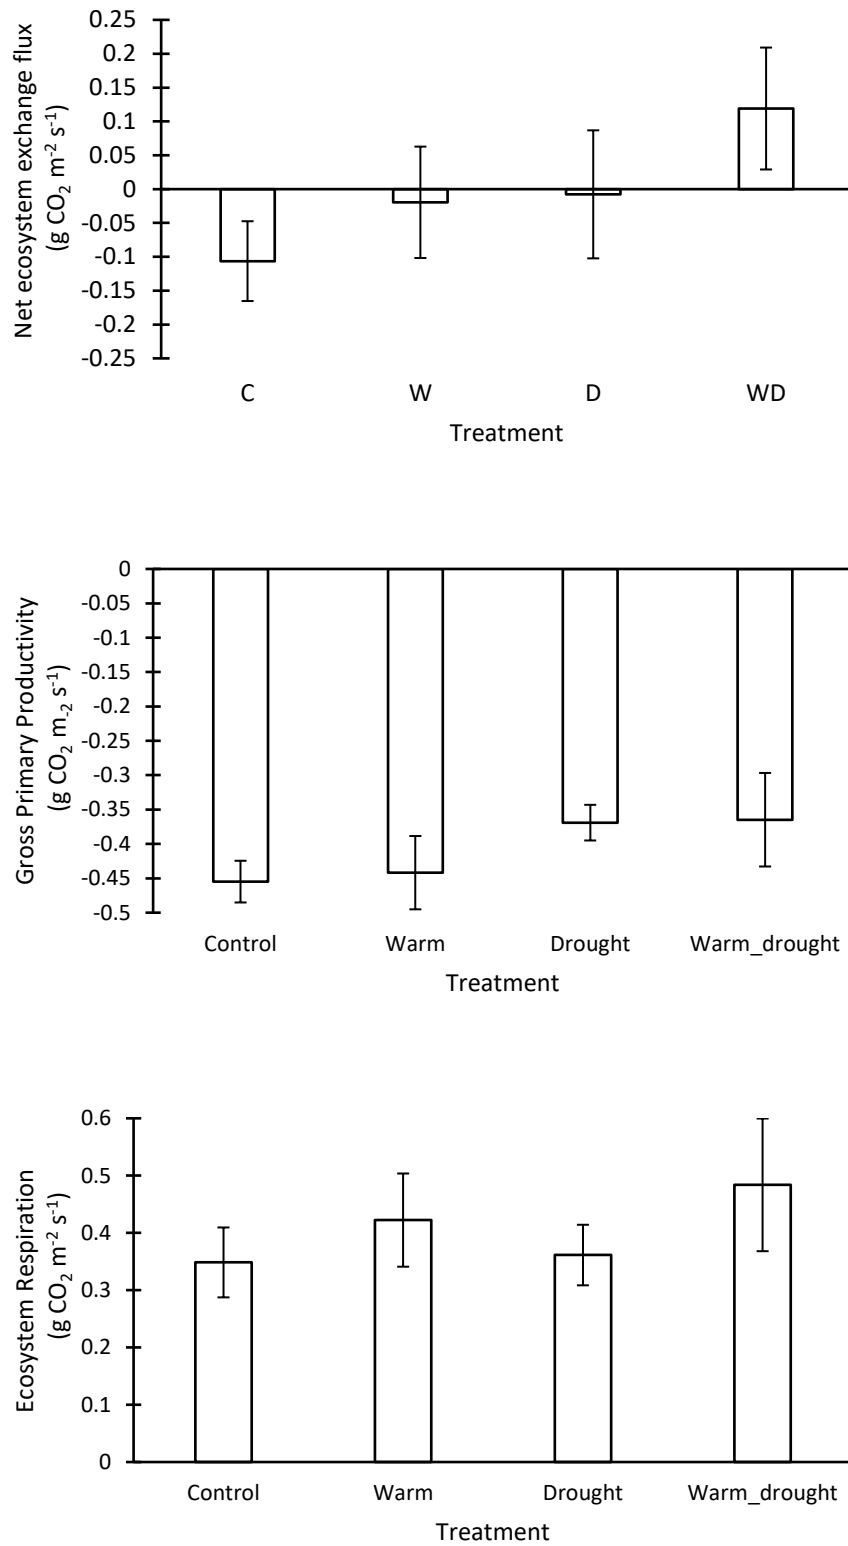 Net ecosystem exchange flux
(g CO₂ m⁻² s⁻¹)
0.25
0.2
0.15
0.1
0.05
0
-0.05
-0.1
-0.15
-0.2
-0.25
C W D WD
Treatment
Gross Primary Productivity
(g CO₂ m₋₂ s⁻¹)
0
-0.05
-0.1
-0.15
-0.2
-0.25
-0.3
-0.35
-0.4
-0.45
-0.5
Control Warm Drought Warm_drought
Treatment
Ecosystem Respiration
(g CO₂ m⁻² s⁻¹)
0.6
0.5
0.4
0.3
0.2
0.1
0
Control Warm Drought Warm_drought
Treatment